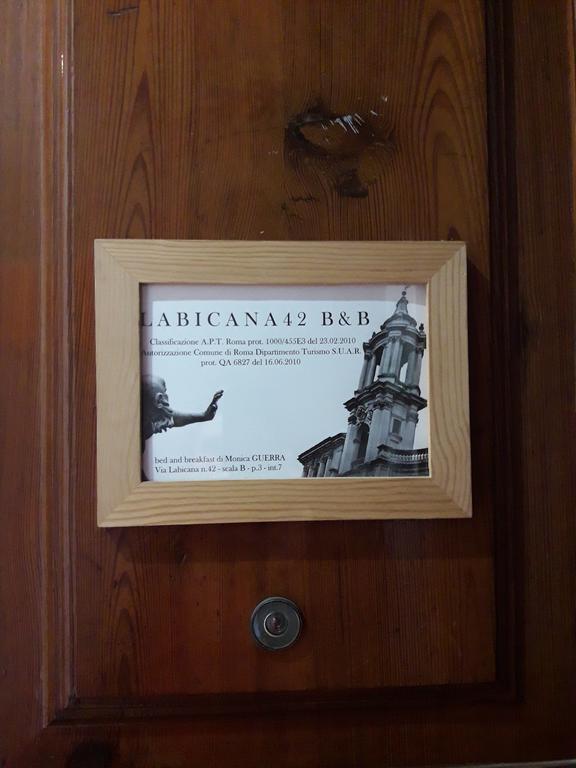 LABICANA42 B&B
Classificazione A.P.T. Roma prot. 1000/455E3 del 23.02.2010
Autorizzazione Comune di Roma Dipartimento Turismo S.U.A.R.
prot. QA 6827 del 16.06.2010
bed and breakfast di Monica GUERRA
Via Labicana n.42 - scala B - p.3 - int.7